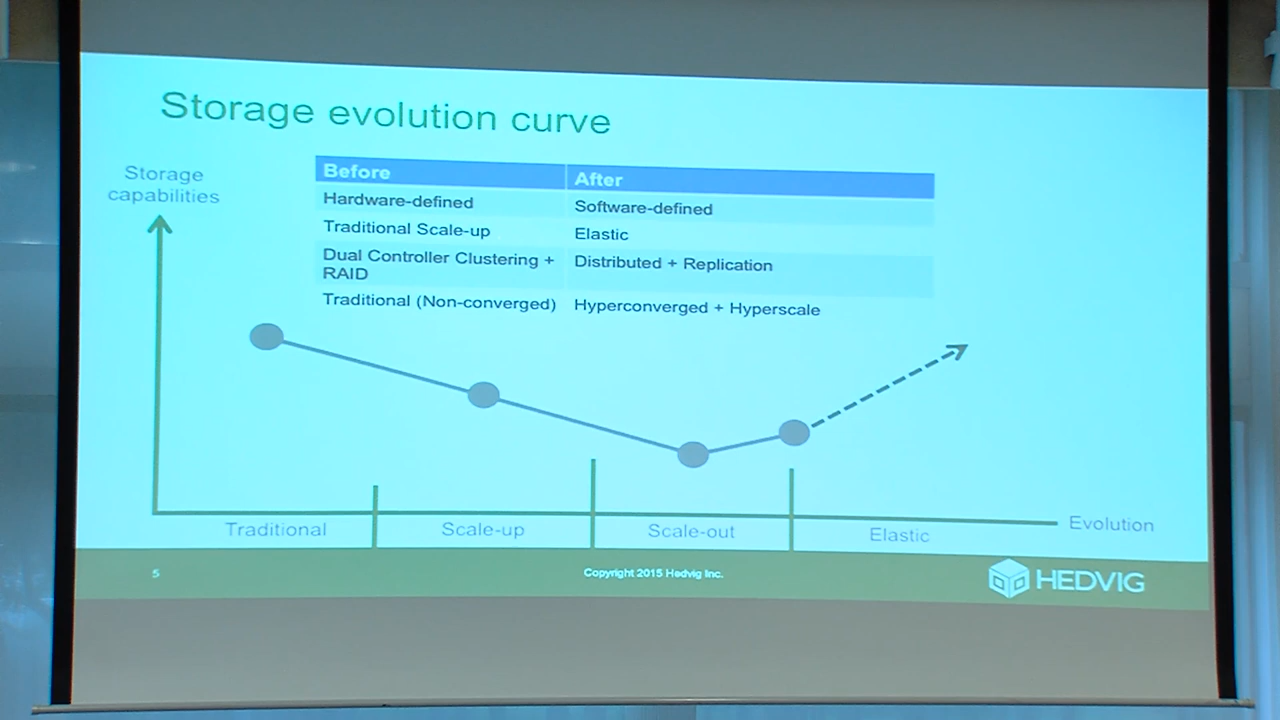 Storage evolution curve
Storage
capabilities
Before After
Hardware-defined Software-defined
Traditional Scale-up Elastic
Dual Controller Clustering + Distributed + Replication
RAID
Traditional (Non-converged) Hyperconverged + Hyperscale
Traditional Scale-up Scale-out Elastic Evolution
5 Copyright 2015 Hedvig Inc. HEDVIG